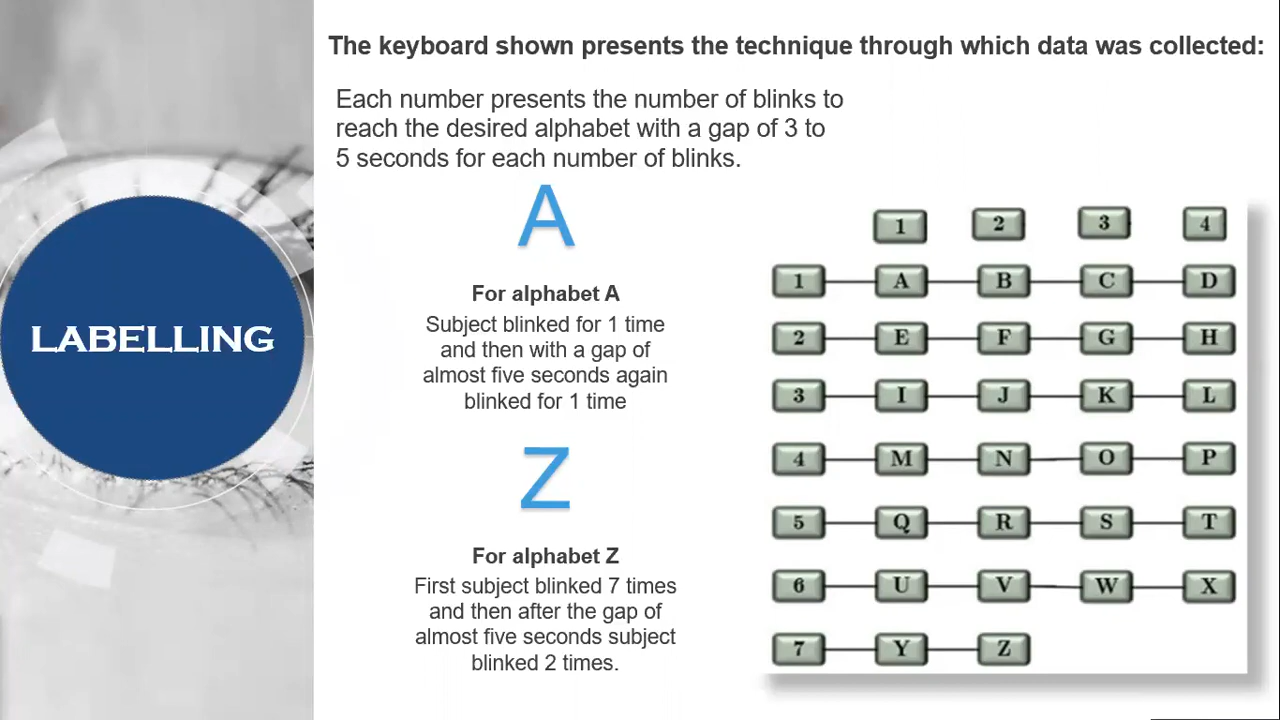 The keyboard shown presents the technique through which data was collected:
Each number presents the number of blinks to
reach the desired alphabet with a gap of 3 to
5 seconds for each number of blinks.
A
For alphabet A
Subject blinked for 1 time
and then with a gap of
almost five seconds again
blinked for 1 time
Z
For alphabet Z
First subject blinked 7 times
and then after the gap of
almost five seconds subject
blinked 2 times.
LABELLING
1 2 3 4
1 A B C D
2 E F G H
3 I J K L
4 M N O P
5 Q R S T
6 U V W X
7 Y Z